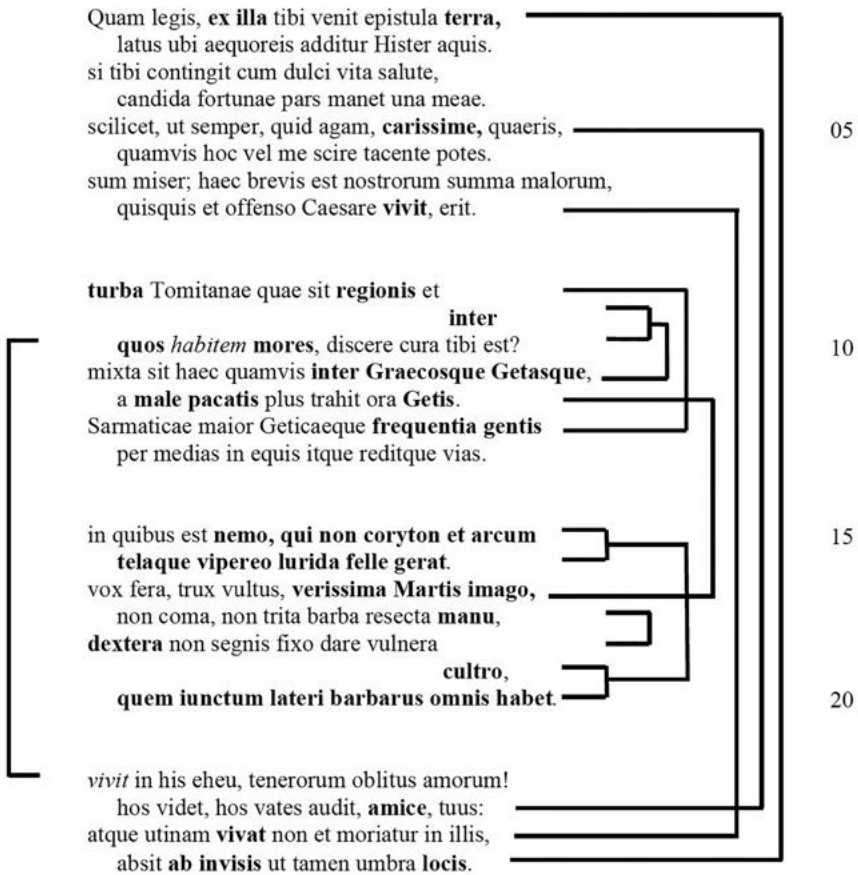 Quam legis, ex illa tibi venit epistula terra,
latus ubi aequoreis additur Hister aquis.
si tibi contingit cum dulci vita salute,
candida fortunae pars manet una meae.
scilicet, ut semper, quid agam, carissime, quaeris, 05
quamvis hoc vel me scire tacente potes.
sum miser; haec brevis est nostrorum summa malorum,
quisquis et offenso Caesare vivit, erit.
turba Tomitanae quae sit regionis et
inter
quos habitem mores, discere cura tibi est? 10
mixta sit haec quamvis inter Graecosque Getasque,
a male pacatis plus trahit ora Getis.
Sarmaticae maior Geticaeque frequentia gentis
per medias in equis itque reditque vias.
in quibus est nemo, qui non coryton et arcum 15
telaque vipereo lurida felle gerat.
vox fera, trux vultus, verissima Martis imago,
non coma, non trita barba resecta manu,
dextera non segnis fixo dare vulnera
cultro,
quem iunctum lateri barbarus omnis habet. 20
vivit in his eheu, tenerorum oblitus amorum!
hos videt, hos vates audit, amice, tuus:
atque utinam vivat non et moriatur in illis,
absit ab invisis ut tamen umbra locis.